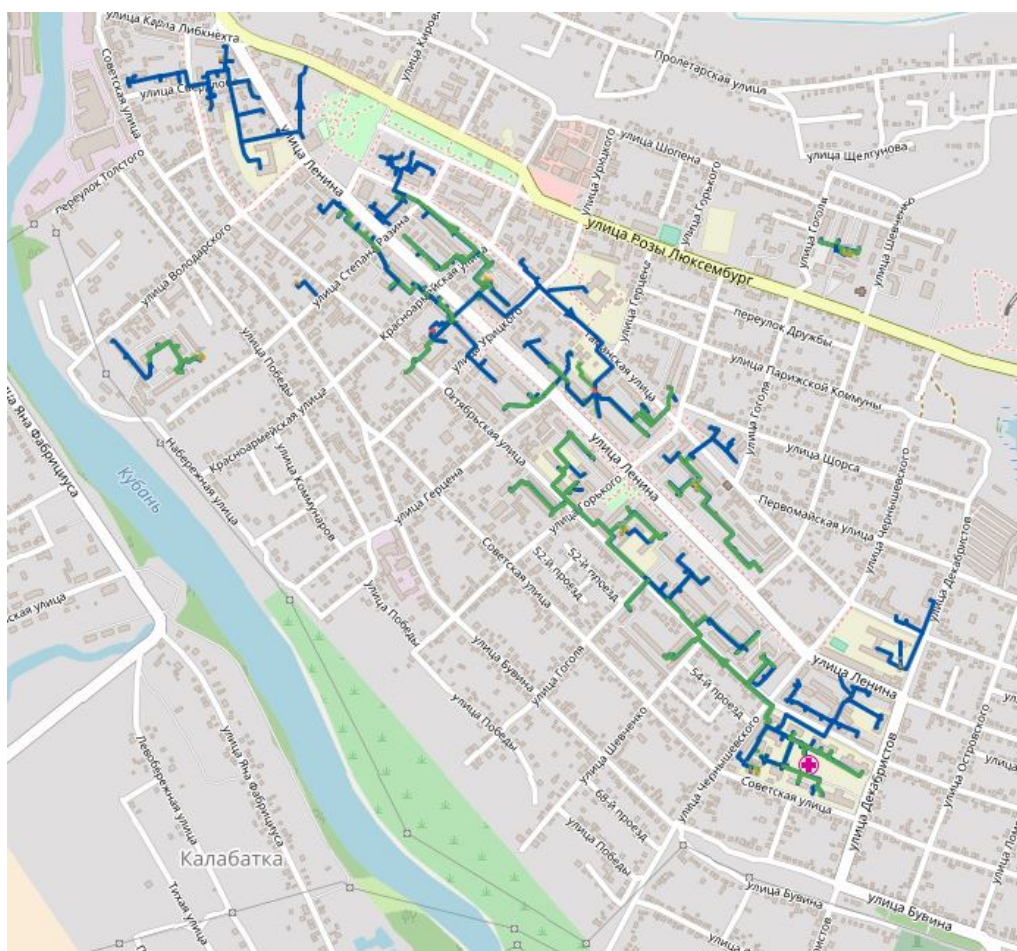 улица Карла Либкнехта
улица Кирова
Советская улица
Пролетарская улица
улица Шопена
улица Щелгунова
переулок Толстого
улица Ленина
улица Урицкого
улица Горького
улица Гоголя
улица Шевченко
улица Володарского
улица Степана Разина
Красноармейская улица
улица Розы Люксембург
улица Герцена
переулок Дружбы
улица Урицкого
Таманская улица
улица Парижской Коммуны
улица Победы
Октябрьская улица
улица Гоголя
улица Яна Фабрициуса
Кубань
Набережная улица
Красноармейская улица
улица Коммунаров
улица Ленина
улица Щорса
улица Герцена
улица Горького
Первомайская улица
улица Чернышевского
улица Декабристов
52-й проезд
52-й проезд
Советская улица
улица Победы
улица Бувина
улица Гоголя
улица Победы
54-й проезд
улица Ленина
улица Шевченко
улица Чернышевского
улица Островского
Левобережная улица
улица Яна Фабрициуса
Советская улица
улица Декабристов
68-й проезд
улица Победы
Калабатка
Тихая улица
улица Бувина
улица Бувина